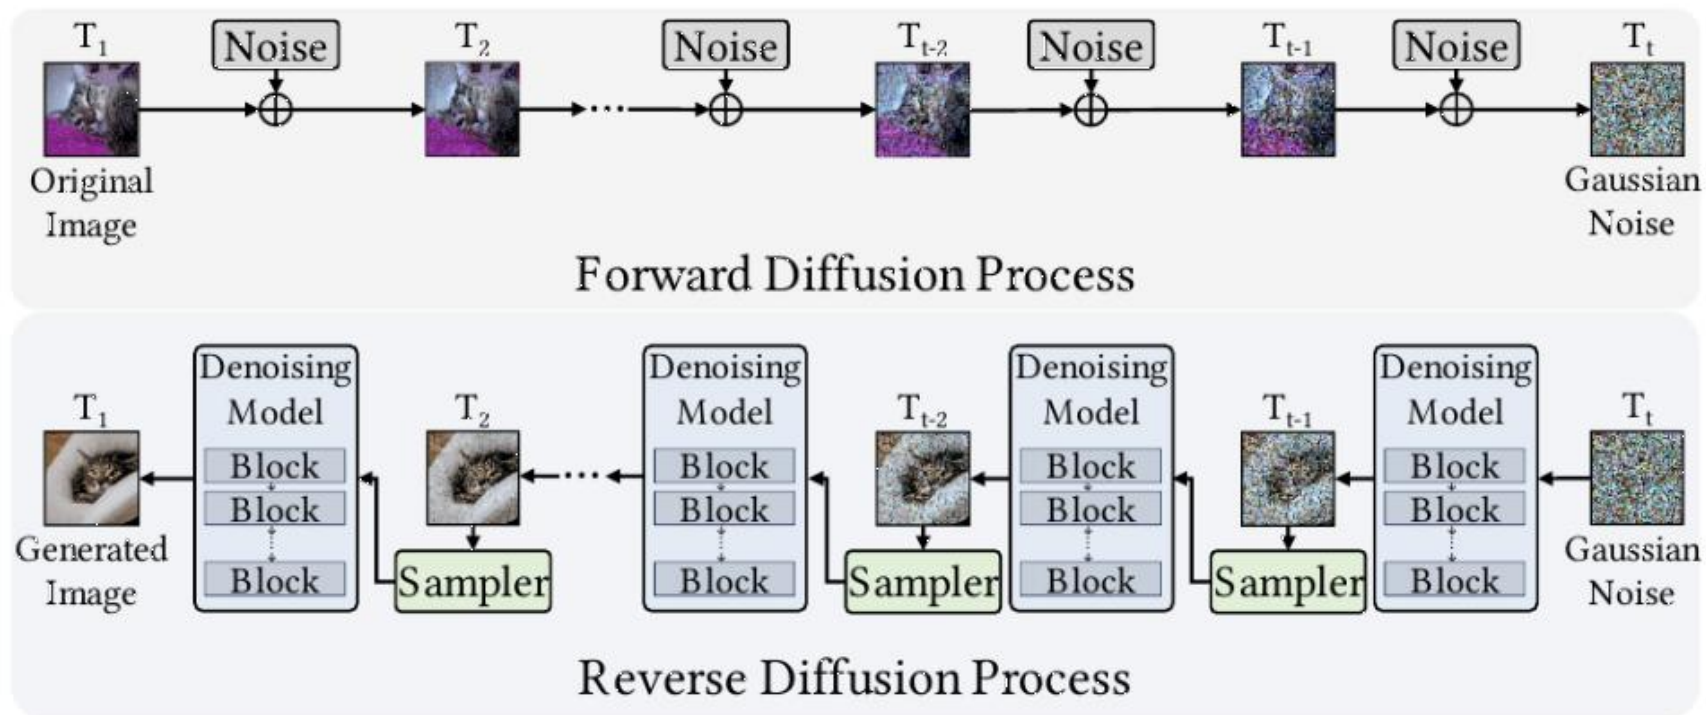 T1 Noise T2 Noise Tt-2 Noise Tt-1 Noise Tt
Original
Image
Gaussian
Noise
Forward Diffusion Process
Denoising Denoising Denoising Denoising
T1 Model T2 Model Tt-2 Model Tt-1 Model Tt
Block Block Block Block
Block Block Block Block
Generated
Image
Block Sampler Block Sampler Block Sampler Block
Gaussian
Noise
Reverse Diffusion Process